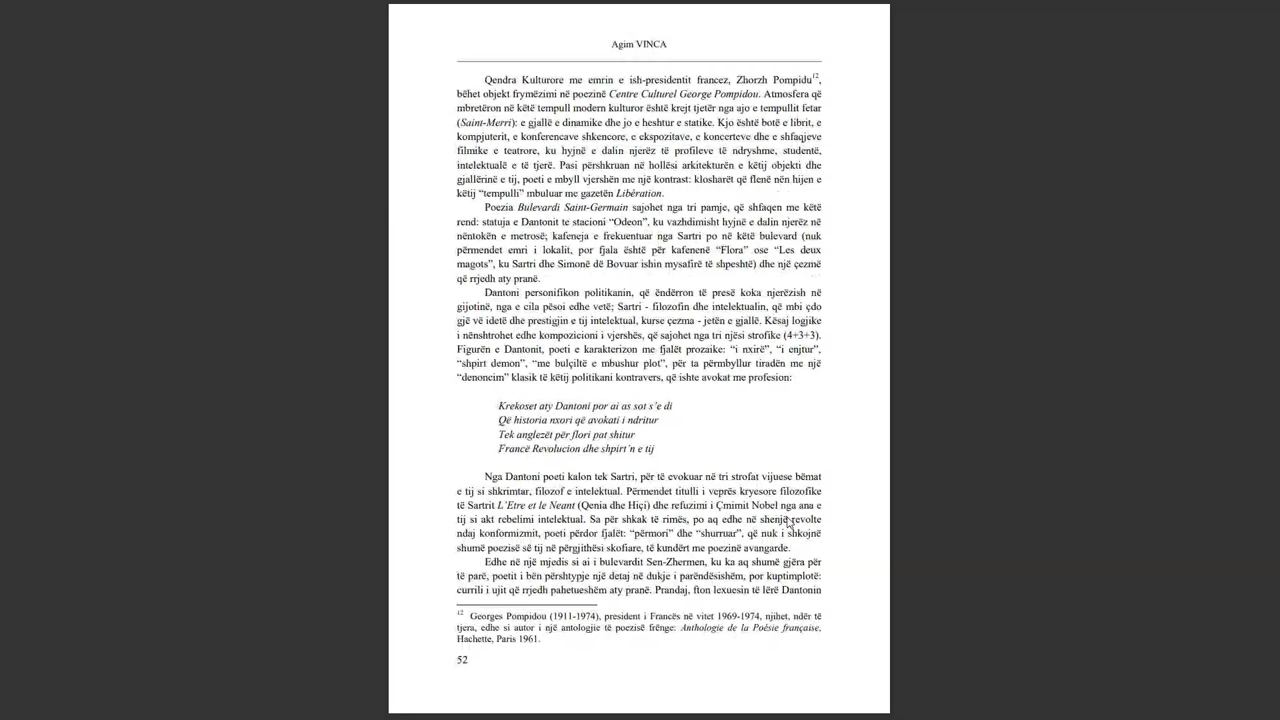 Agim VINCA
Qendra Kulturore me emrin e ish-presidentit francez, Zhorzh Pompidu12,
bëhet objekt frymëzimi në poezinë Centre Culturel George Pompidou. Atmosfera që
mbretëron në këtë tempull modern kulturor është krejt tjetër nga ajo e tempullit fetar
(Saint-Merri): e gjallë e dinamike dhe jo e heshtur e statike. Kjo është botë e librit, e
kompjuterit, e konferencave shkencore, e ekspozitave, e koncerteve dhe e shfaqjeve
filmike e teatrore, ku hyjnë e dalin njerëz të profileve të ndryshme, studentë,
intelektualë e të tjerë. Pasi përshkruan në hollësi arkitekturën e këtij objekti dhe
gjallërinë e tij, poeti e mbyll vjershën me një kontrast: klosharët që flenë nën hijen e
këtij “tempulli” mbuluar me gazetën Libération.
Poezia Bulevardi Saint-Germain sajohet nga tri pamje, që shfaqen me këtë
rend: statuja e Dantonit te stacioni “Odeon”, ku vazhdimisht hyjnë e dalin njerëz në
nëntokën e metrosë; kafeneja e frekuentuar nga Sartri po në këtë bulevard (nuk
përmendet emri i lokalit, por fjala është për kafenenë “Flora” ose “Les deux
magots”, ku Sartri dhe Simonë dë Bovuar ishin mysafirë të shpeshtë) dhe një çezmë
që rrjedh aty pranë.
Dantoni personifikon politikanin, që ëndërron të presë koka njerëzish në
gijotinë, nga e cila pësoi edhe vetë; Sartri - filozofin dhe intelektualin, që mbi çdo
gjë vë idetë dhe prestigjin e tij intelektual, kurse çezma - jetën e gjallë. Kësaj logjike
i nënshtrohet edhe kompozicioni i vjershës, që sajohet nga tri njësi strofike (4+3+3).
Figurën e Dantonit, poeti e karakterizon me fjalët prozaike: “i nxirë”, “i enjtur”,
“shpirt demon”, “me bulçiltë e mbushur plot”, për ta përmbyllur tiradën me një
“denoncim” klasik të këtij politikani kontravers, që ishte avokat me profesion:
Krekoset aty Dantoni por ai as sot s’e di
Që historia nxori që avokati i ndritur
Tek anglezët për flori pat shitur
Francë Revolucion dhe shpirt’n e tij
Nga Dantoni poeti kalon tek Sartri, për të evokuar në tri strofat vijuese bëmat
e tij si shkrimtar, filozof e intelektual. Përmendet titulli i veprës kryesore filozofike
të Sartrit L’Etre et le Neant (Qenia dhe Hiçi) dhe refuzimi i Çmimit Nobel nga ana e
tij si akt rebelimi intelektual. Sa për shkak të rimës, po aq edhe në shenjë revolte
ndaj konformizmit, poeti përdor fjalët: “përmori” dhe “shurruar”, që nuk i shkojnë
shumë poezisë së tij në përgjithësi skofiare, të kundërt me poezinë avangarde.
Edhe në një mjedis si ai i bulevardit Sen-Zhermen, ku ka aq shumë gjëra për
të parë, poetit i bën përshtypje një detaj në dukje i parëndësishëm, por kuptimplotë:
currili i ujit që rrjedh pahetueshëm aty pranë. Prandaj, fton lexuesin të lërë Dantonin
12 Georges Pompidou (1911-1974), president i Francës në vitet 1969-1974, njihet, ndër të
tjera, edhe si autor i një antologjie të poezisë frënge: Anthologie de la Poésie française,
Hachette, Paris 1961.
52